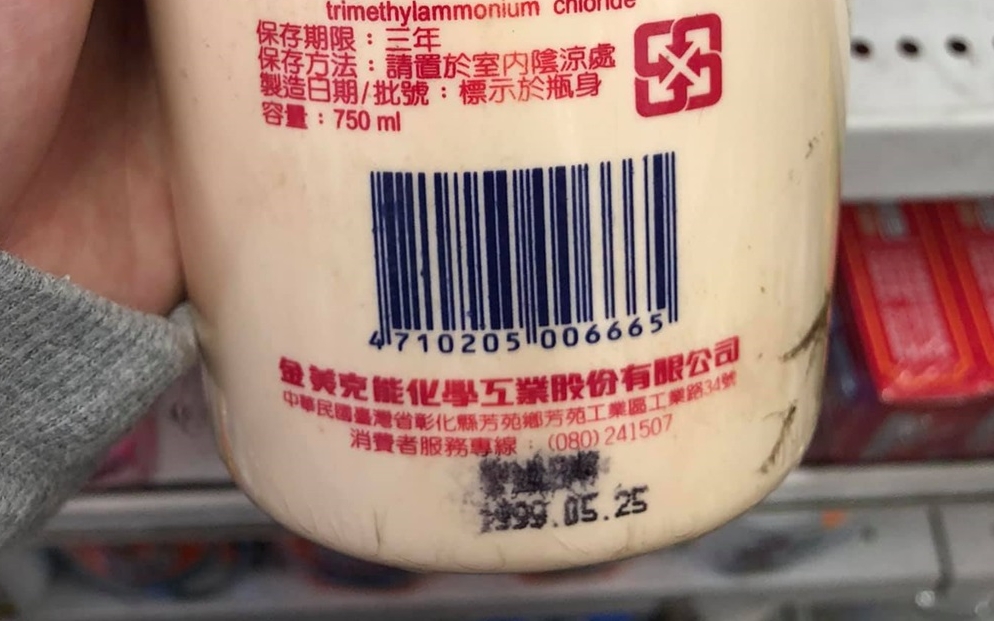 trimethylammonium chloride
保存期限：三年
保存方法：請置於室內陰涼處
製造日期/批號：標示於瓶身
容量：750 ml
4710205006665
金美克能化學工業股份有限公司
中華民國臺灣省彰化縣芳苑鄉芳苑工業區工業路34號
消費者服務專線：(080)241507
1999.05.25